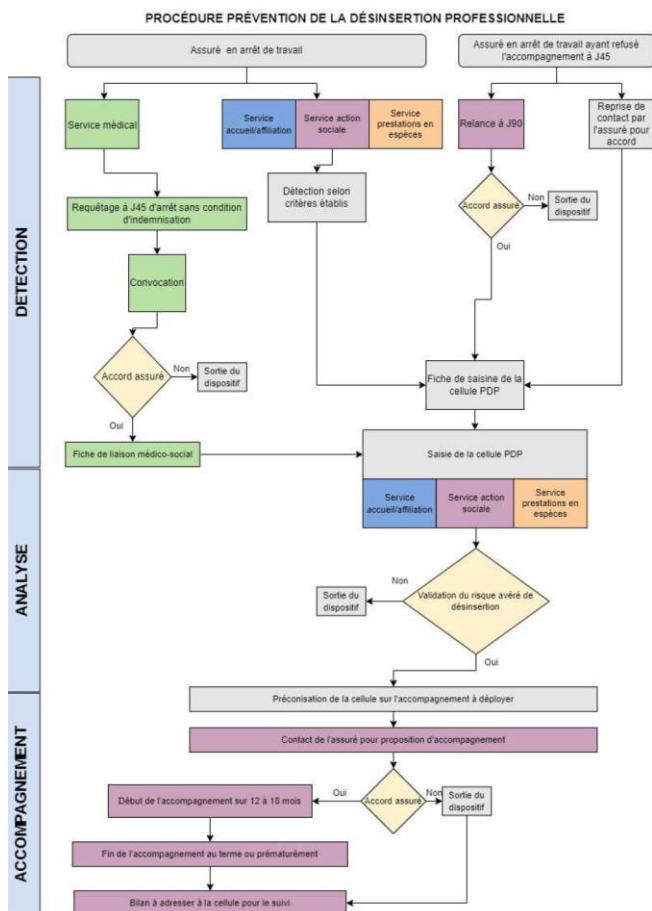 PROCÉDURE PRÉVENTION DE LA DÉSINSERTION PROFESSIONNELLE
Assuré en arrêt de travail
Assuré en arrêt de travail ayant refusé
l'accompagnement à J45
DETECTION
Service médical
Service
accueil/affiliation
Service action
sociale
Service
prestations en
espèces
Relance à J90
Reprise de
contact par
l'assuré pour
accord
Requêtage à J45 d'arrêt sans condition
d'indemnisation
Détection selon
critères établis
Accord assuré
Non
Sortie du
dispositif
Oui
Convocation
Accord assuré
Non
Sortie du
dispositif
Oui
Fiche de saisine de la
cellule PDP
Fiche de liaison médico-social
Saisie de la cellule PDP
ANALYSE
Service
accueil/affiliation
Service action
sociale
Service
prestations en
espèces
Non
Sortie du
dispositif
Validation du risque avéré de
désinsertion
Oui
ACCOMPAGNEMENT
Préconisation de la cellule sur l'accompagnement à déployer
Contact de l'assuré pour proposition d'accompagnement
Début de l'accompagnement sur 12 à 18 mois
Oui
Accord assuré
Non
Sortie du
dispositif
Fin de l'accompagnement au terme ou prématurément
Bilan à adresser à la cellule pour le suivi